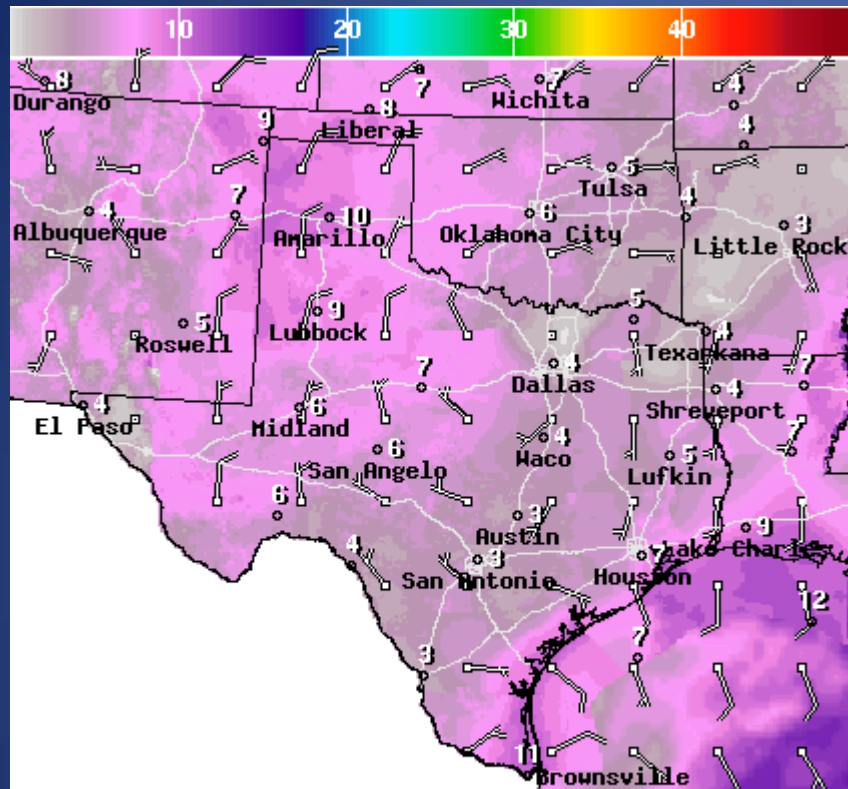 10 20 30 40
8 7 7 4
Durango Wichita
8
Liberal
9 4
5
Tulsa
4 7 10 6 4 3
Albuquerque Amarillo Oklahoma City Little Rock
5 9 5
Roswell Lubbock 4
Texarkana
7 4 7
Dallas
4 6 4
El Paso Midland Shreveport
6 4 7
San Angelo Waco 5
Lufkin
6 3 9
Austin
4 3 7 Lake Charles
San Antonio Houston
12
7
3
11
Brownsville